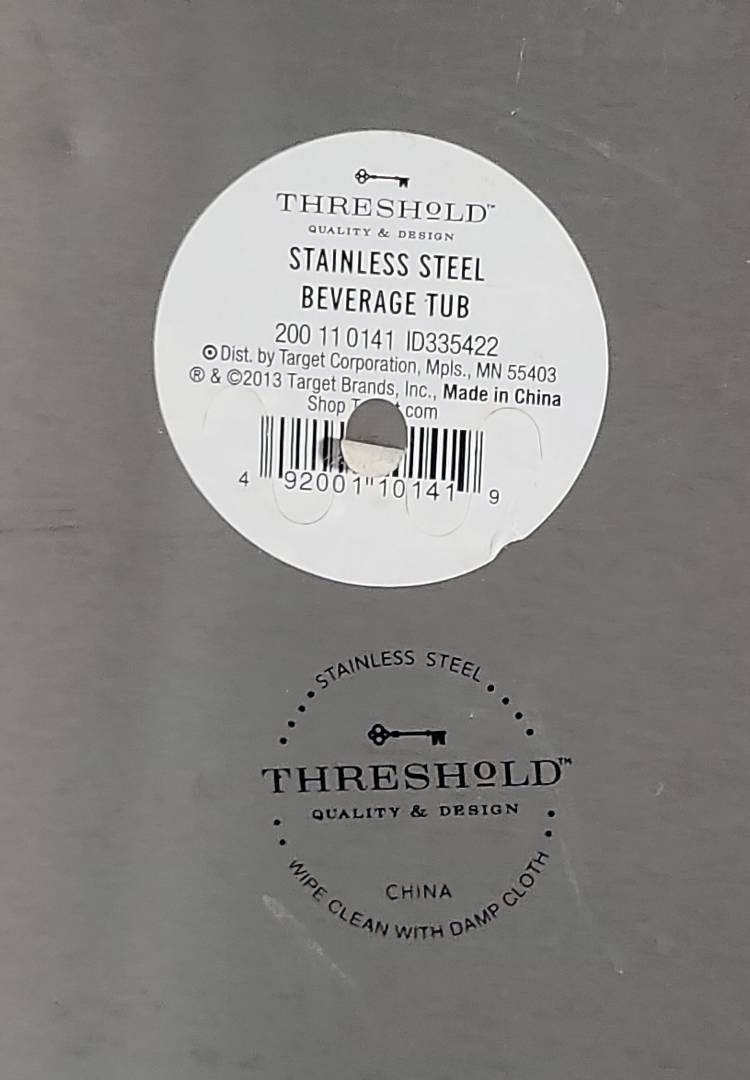 THRESHOLD™
QUALITY & DESIGN
STAINLESS STEEL
BEVERAGE TUB
200 11 0141 ID335422
Dist. by Target Corporation, Mpls., MN 55403
® & ©2013 Target Brands, Inc., Made in China
Shop .com
4 92001 10141 9
STAINLESS STEEL
THRESHOLD™
QUALITY & DESIGN
CHINA
WIPE CLEAN WITH DAMP CLOTH